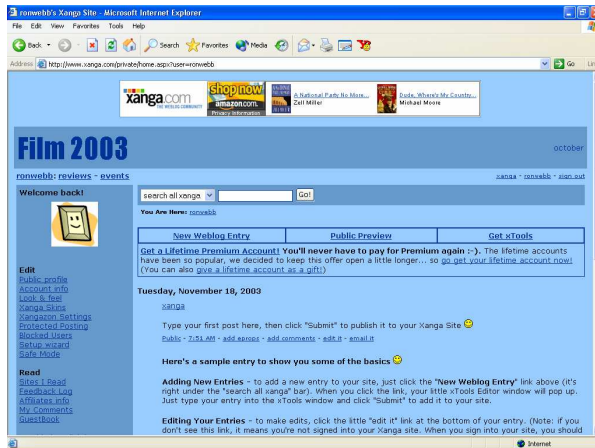 ronwebb's Xanga Site - Microsoft Internet Explorer
File Edit View Favorites Tools Help
Back Search Favorites Media
Address http://www.xanga.com/private/home.aspx?user=ronwebb Go
xanga.com
THE WEBLOG COMMUNITY
shop now
amazon.com
Privacy Information
A National Party No More...
Zell Miller
Dude, Where's My Country...
Michael Moore
Film 2003
october
ronwebb: reviews - events
xanga - ronwebb - sign out
Welcome back!
search all xanga Go!
You Are Here: ronwebb
New Weblog Entry Public Preview Get xTools
Get a Lifetime Premium Account! You'll never have to pay for Premium again :-). The lifetime accounts
have been so popular, we decided to keep this offer open a little longer... so go get your lifetime account now!
(You can also give a lifetime account as a gift!)
Edit
Public profile
Account info
Look & feel
Xanga Skins
Xangazon Settings
Protected Posting
Blocked Users
Setup wizard
Safe Mode
Read
Sites I Read
Feedback Log
Affiliates info
My Comments
GuestBook
Tuesday, November 18, 2003
xanga
Type your first post here, then click "Submit" to publish it to your Xanga Site
Public - 7:51 AM - add eprops - add comments - edit it - email it
Here's a sample entry to show you some of the basics
Adding New Entries - to add a new entry to your site, just click the "New Weblog Entry" link above (it's
right under the "search all xanga" bar). When you click the link, your little xTools Editor window will pop up.
Just type your entry into the xTools window and click "Submit" to add it to your site.
Editing Your Entries - to make edits, click the little "edit it" link at the bottom of your entry. (Note: if you
don't see this link, it means you're not signed into your Xanga site. When you sign into your site, you should
Internet